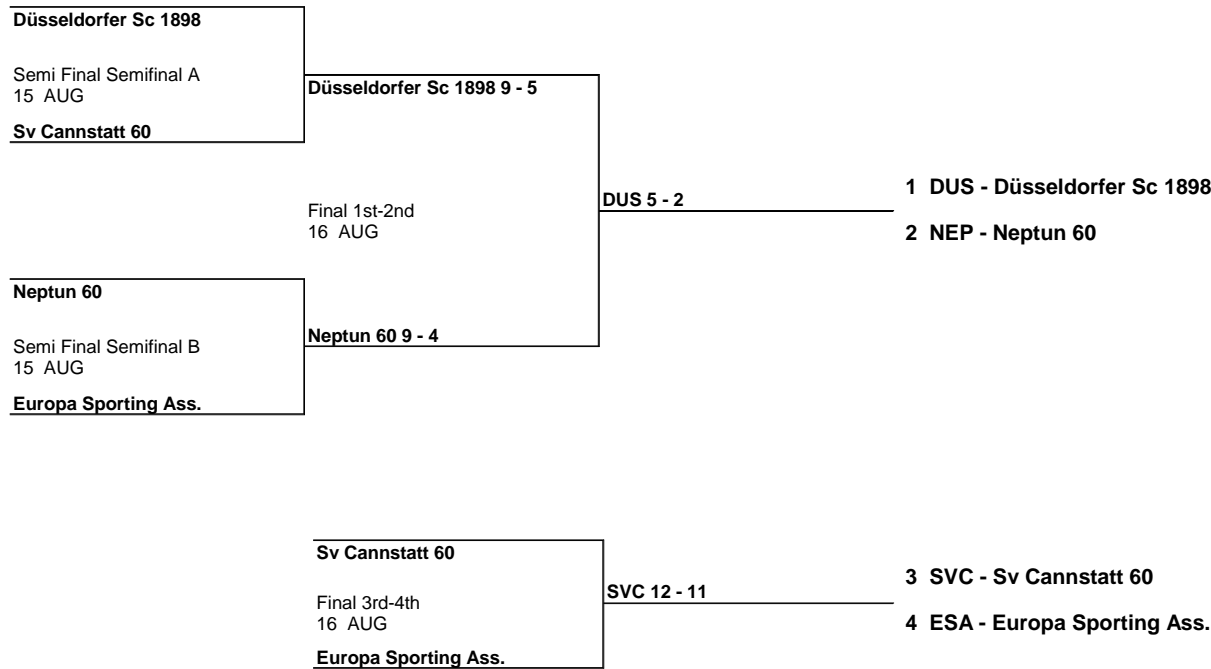 Düsseldorfer Sc 1898
Semi Final Semifinal A
15 AUG
Sv Cannstatt 60
Düsseldorfer Sc 1898 9 - 5
Final 1st-2nd
16 AUG
DUS 5 - 2
1 DUS - Düsseldorfer Sc 1898
2 NEP - Neptun 60
Neptun 60
Semi Final Semifinal B
15 AUG
Europa Sporting Ass.
Neptun 60 9 - 4
Sv Cannstatt 60
Final 3rd-4th
16 AUG
Europa Sporting Ass.
SVC 12 - 11
3 SVC - Sv Cannstatt 60
4 ESA - Europa Sporting Ass.